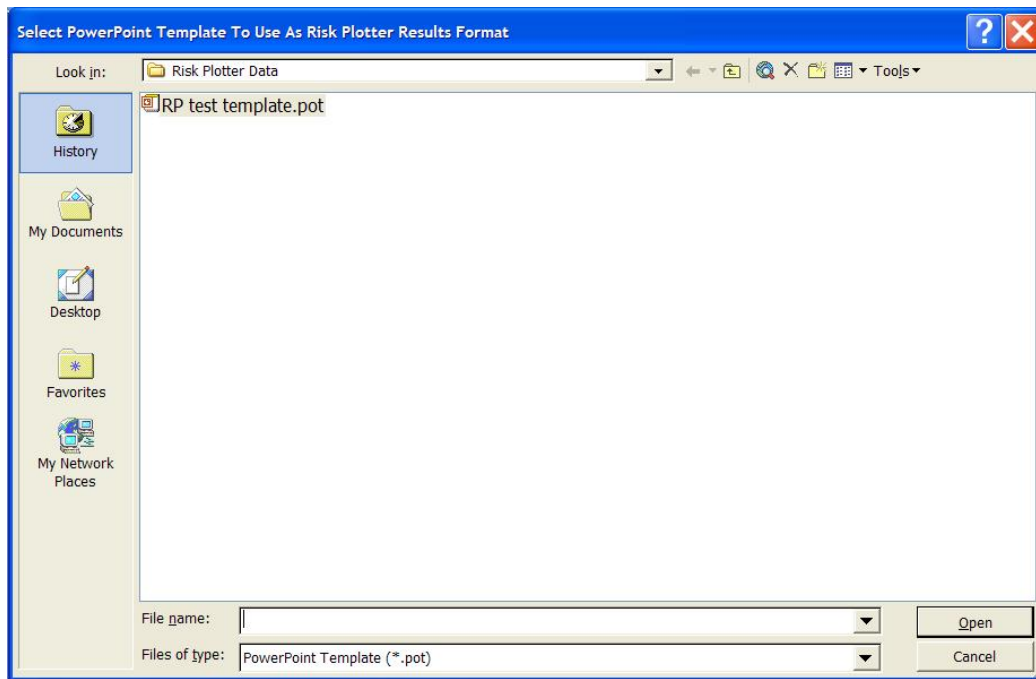 Select PowerPoint Template To Use As Risk Plotter Results Format
?
Look in:
Risk Plotter Data
Tools
RP test template.pot
History
My Documents
Desktop
Favorites
My Network
Places
File name:
Open
Files of type:
PowerPoint Template (*.pot)
Cancel